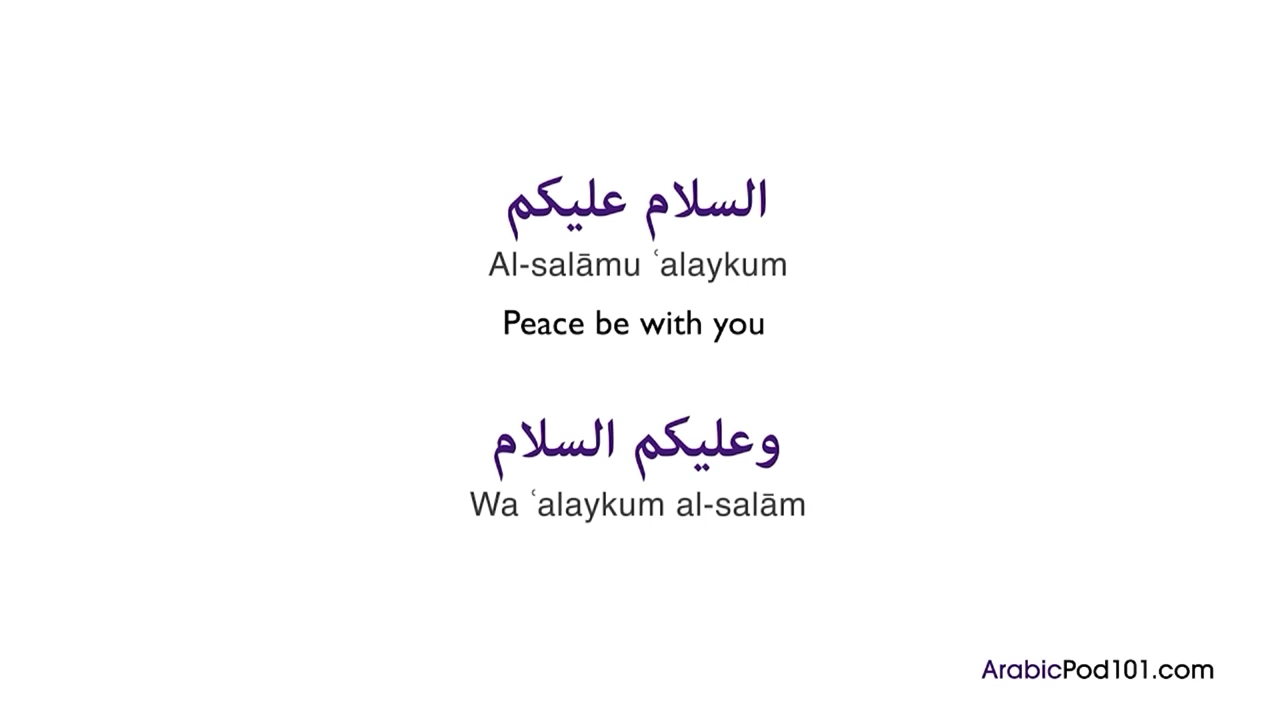 السلام عليكم
Al-salāmu ʿalaykum
Peace be with you
وعليكم السلام
Wa ʿalaykum al-salām
ArabicPod101.com